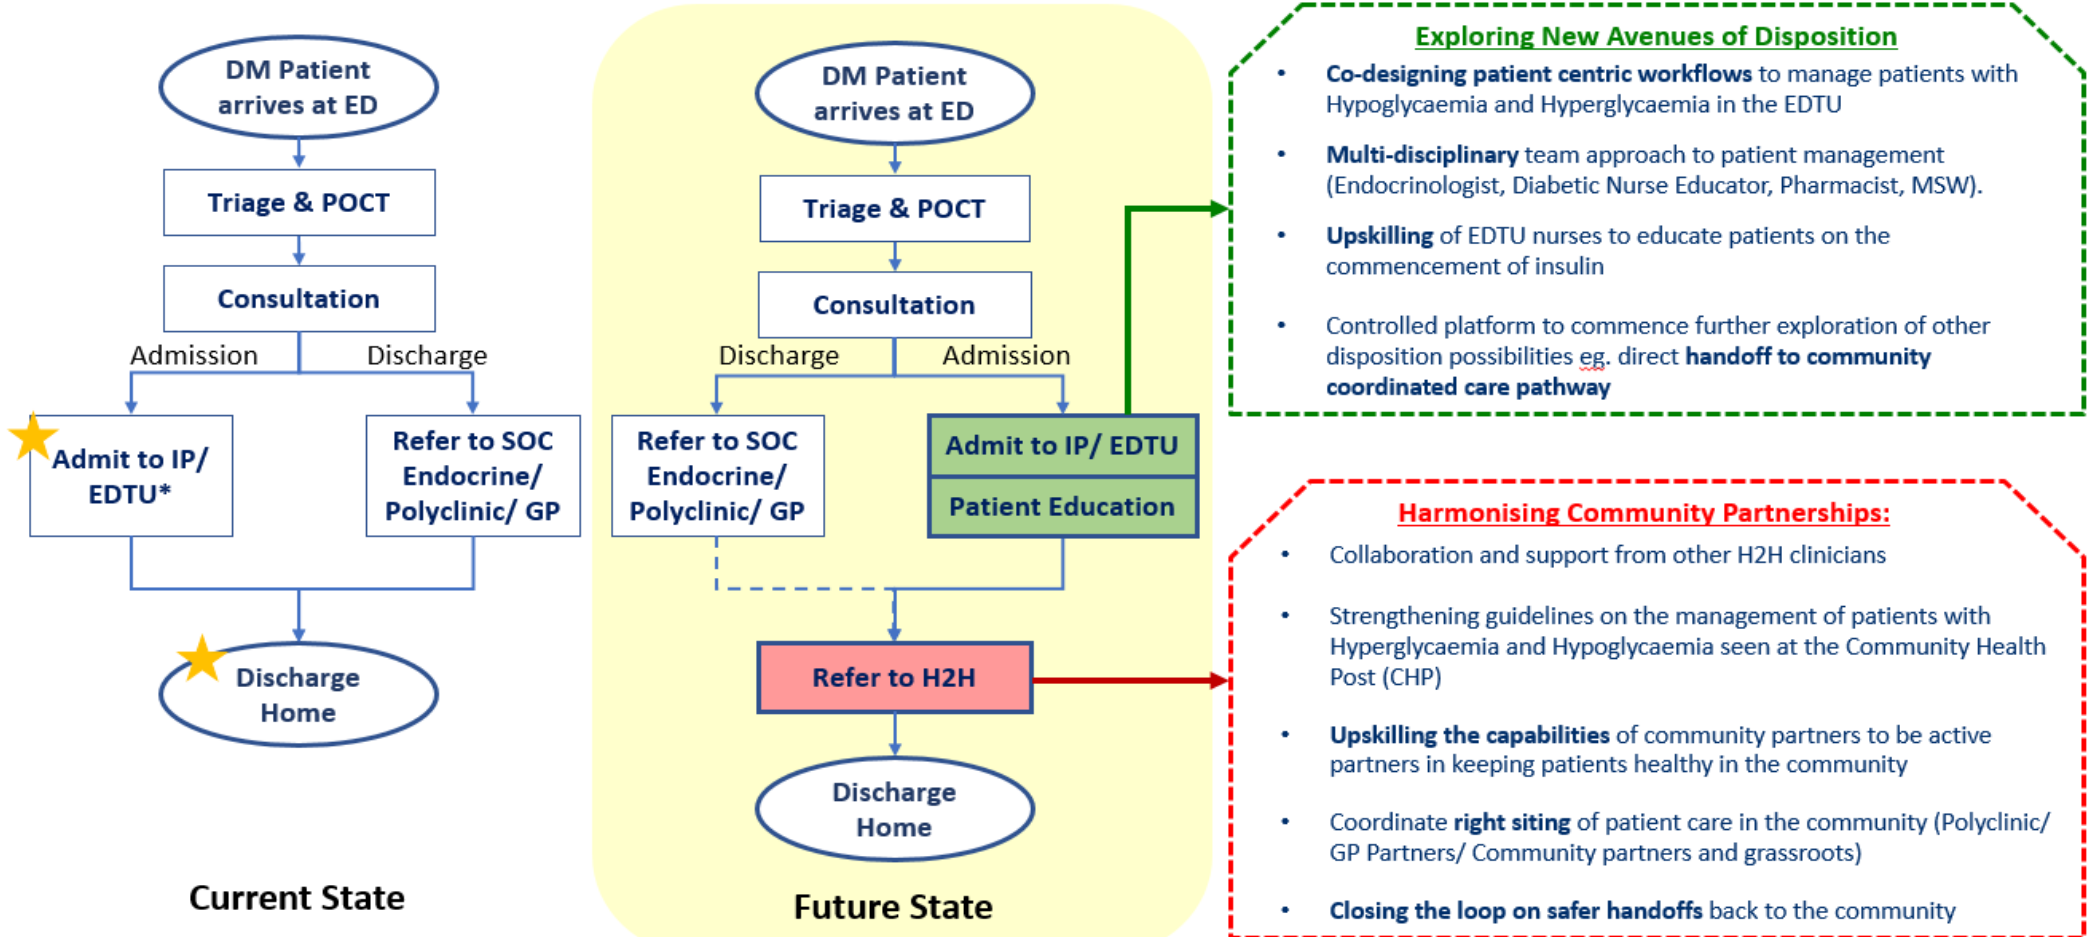 DM Patient
arrives at ED
Triage & POCT
Consultation
Admission
Discharge
Admit to IP/
EDTU*
Refer to SOC
Endocrine/
Polyclinic/ GP
Discharge
Home
Current State
DM Patient
arrives at ED
Triage & POCT
Consultation
Discharge
Admission
Refer to SOC
Endocrine/
Polyclinic/ GP
Admit to IP/ EDTU
Patient Education
Refer to H2H
Discharge
Home
Future State
Exploring New Avenues of Disposition
• Co-designing patient centric workflows to manage patients with
Hypoglycaemia and Hyperglycaemia in the EDTU
• Multi-disciplinary team approach to patient management
(Endocrinologist, Diabetic Nurse Educator, Pharmacist, MSW).
• Upskilling of EDTU nurses to educate patients on the
commencement of insulin
• Controlled platform to commence further exploration of other
disposition possibilities eg. direct handoff to community
coordinated care pathway
Harmonising Community Partnerships:
• Collaboration and support from other H2H clinicians
• Strengthening guidelines on the management of patients with
Hyperglycaemia and Hypoglycaemia seen at the Community Health
Post (CHP)
• Upskilling the capabilities of community partners to be active
partners in keeping patients healthy in the community
• Coordinate right siting of patient care in the community (Polyclinic/
GP Partners/ Community partners and grassroots)
• Closing the loop on safer handoffs back to the community